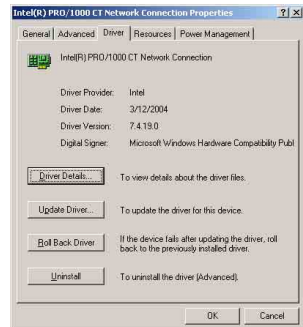 Intel(R) PRO/1000 CT Network Connection Properties
General Advanced Driver Resources Power Management
Intel(R) PRO/1000 CT Network Connection
Driver Provider: Intel
Driver Date: 3/12/2004
Driver Version: 7.4.19.0
Digital Signer: Microsoft Windows Hardware Compatibility Publ
Driver Details... To view details about the driver files.
Update Driver... To update the driver for this device.
Roll Back Driver If the device fails after updating the driver, roll
back to the previously installed driver.
Uninstall To uninstall the driver (Advanced).
OK Cancel